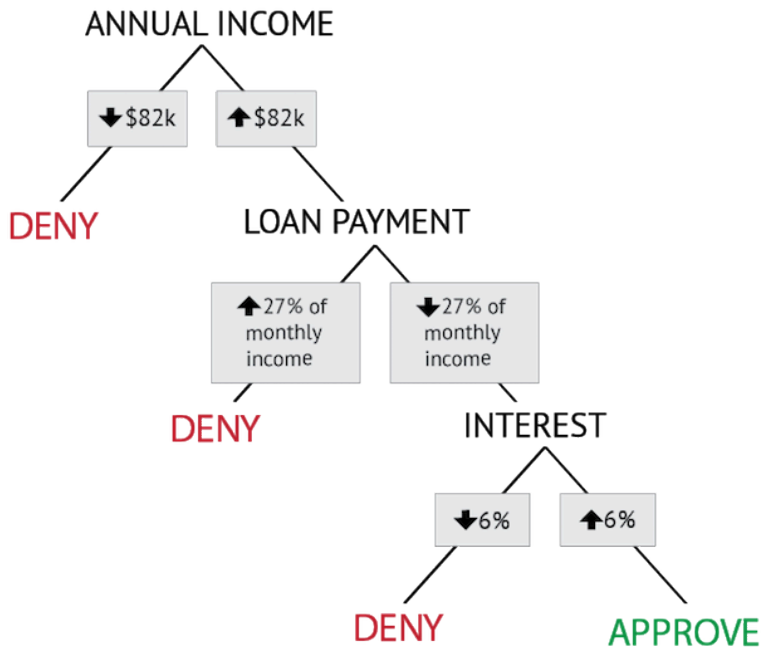 ANNUAL INCOME
⬇$82k ⬆$82k
DENY
LOAN PAYMENT
⬆27% of
monthly
income
⬇27% of
monthly
income
DENY
INTEREST
⬇6% ⬆6%
DENY
APPROVE